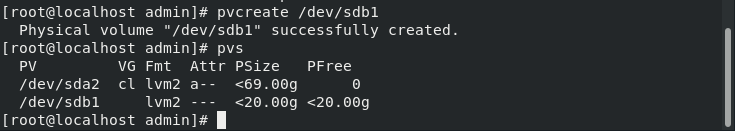 [root@localhost admin]# pvcreate /dev/sdb1
  Physical volume "/dev/sdb1" successfully created.
[root@localhost admin]# pvs
  PV         VG Fmt  Attr PSize   PFree
  /dev/sda2  cl lvm2 a--  <69.00g      0
  /dev/sdb1     lvm2 ---  <20.00g <20.00g
[root@localhost admin]#